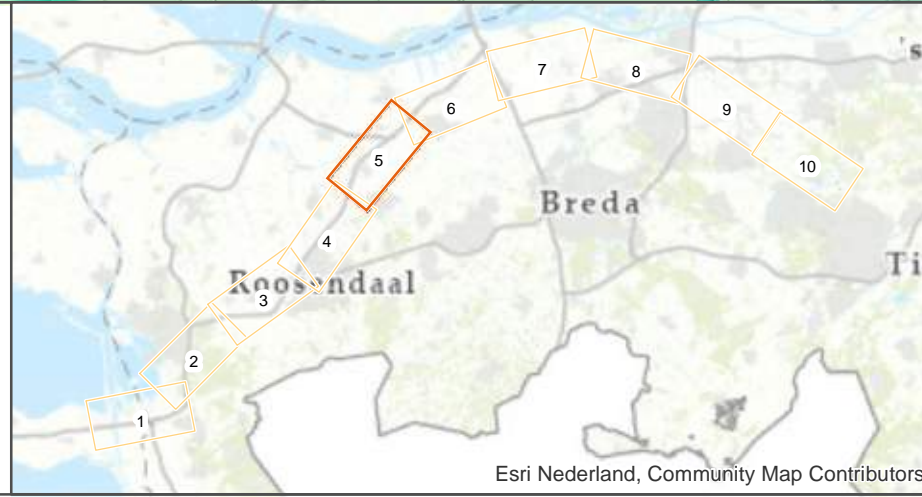 's
7
8
6
9
5
10
Breda
4
Ti
Roosendaal
3
2
1
Esri Nederland, Community Map Contributors